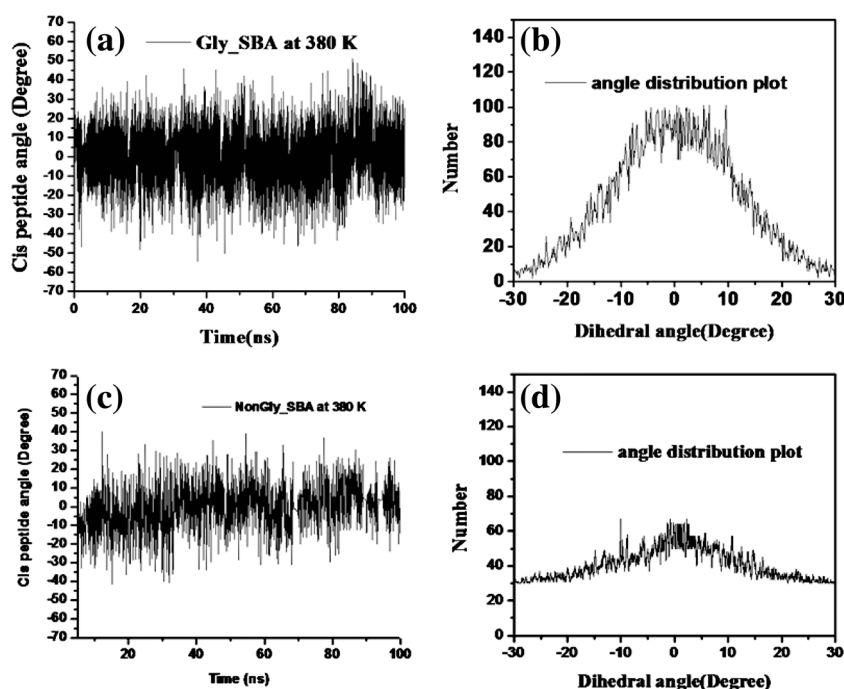 (a) Gly_SBA at 380 K
Cis peptide angle (Degree)
70
60
50
40
30
20
10
0
-10
-20
-30
-40
-50
-60
-70
0 20 40 60 80 100
Time(ns)
(b)
angle distribution plot
Number
140
120
100
80
60
40
20
0
-30 -20 -10 0 10 20 30
Dihedral angle(Degree)
(c)
NonGly_SBA at 380 K
Cis peptide angle (Degree)
70
60
50
40
30
20
10
0
-10
-20
-30
-40
-50
-60
-70
20 40 60 80 100
Time (ns)
(d)
angle distribution plot
Number
140
120
100
80
60
40
20
0
-30 -20 -10 0 10 20 30
Dihedral angle(Degree)